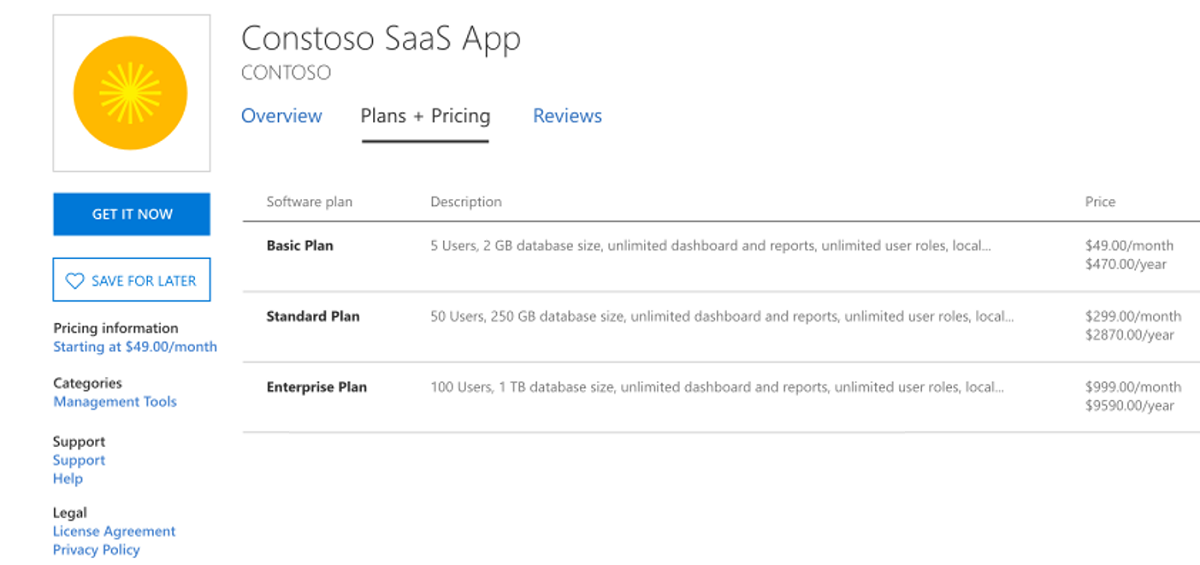 Constoso SaaS App
CONTOSO
Overview Plans + Pricing Reviews
GET IT NOW
SAVE FOR LATER
Pricing information
Starting at $49.00/month
Categories
Management Tools
Support
Support
Help
Legal
License Agreement
Privacy Policy
Software plan Description Price
Basic Plan 5 Users, 2 GB database size, unlimited dashboard and reports, unlimited user roles, local... $49.00/month
$470.00/year
Standard Plan 50 Users, 250 GB database size, unlimited dashboard and reports, unlimited user roles, local... $299.00/month
$2870.00/year
Enterprise Plan 100 Users, 1 TB database size, unlimited dashboard and reports, unlimited user roles, local... $999.00/month
$9590.00/year